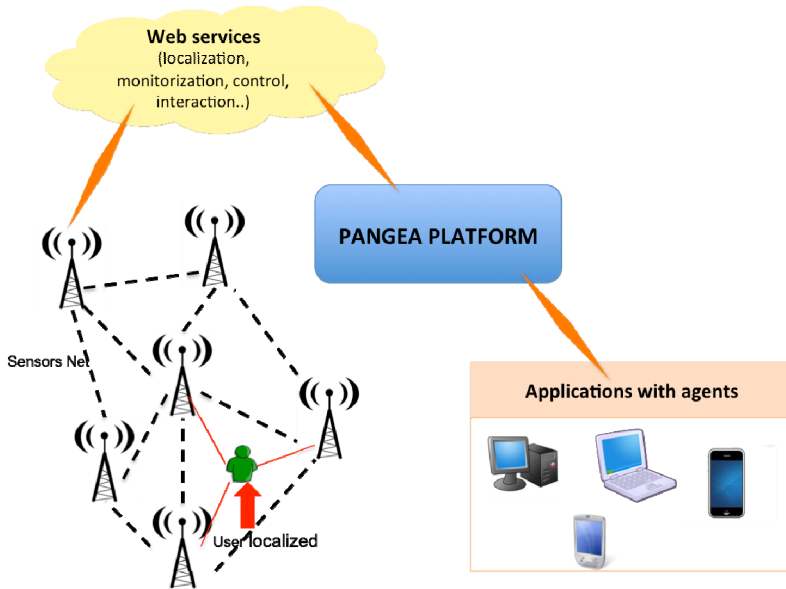 Web services
(localization,
monitorization, control,
interaction..)
PANGEA PLATFORM
Sensors Net
Applications with agents
User localized